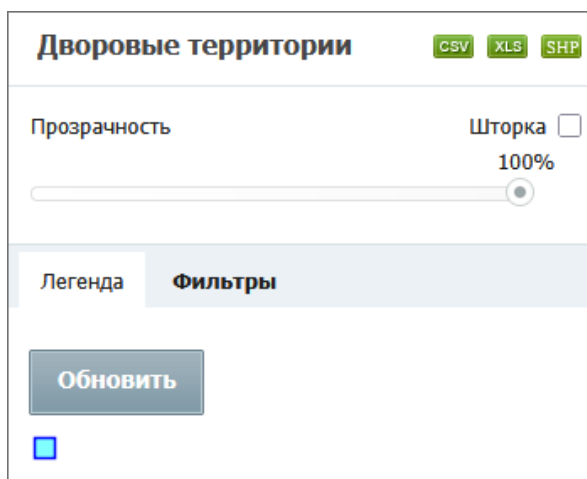 Дворовые территории CSV XLS SHP
Прозрачность Шторка
100%
Легенда Фильтры
Обновить